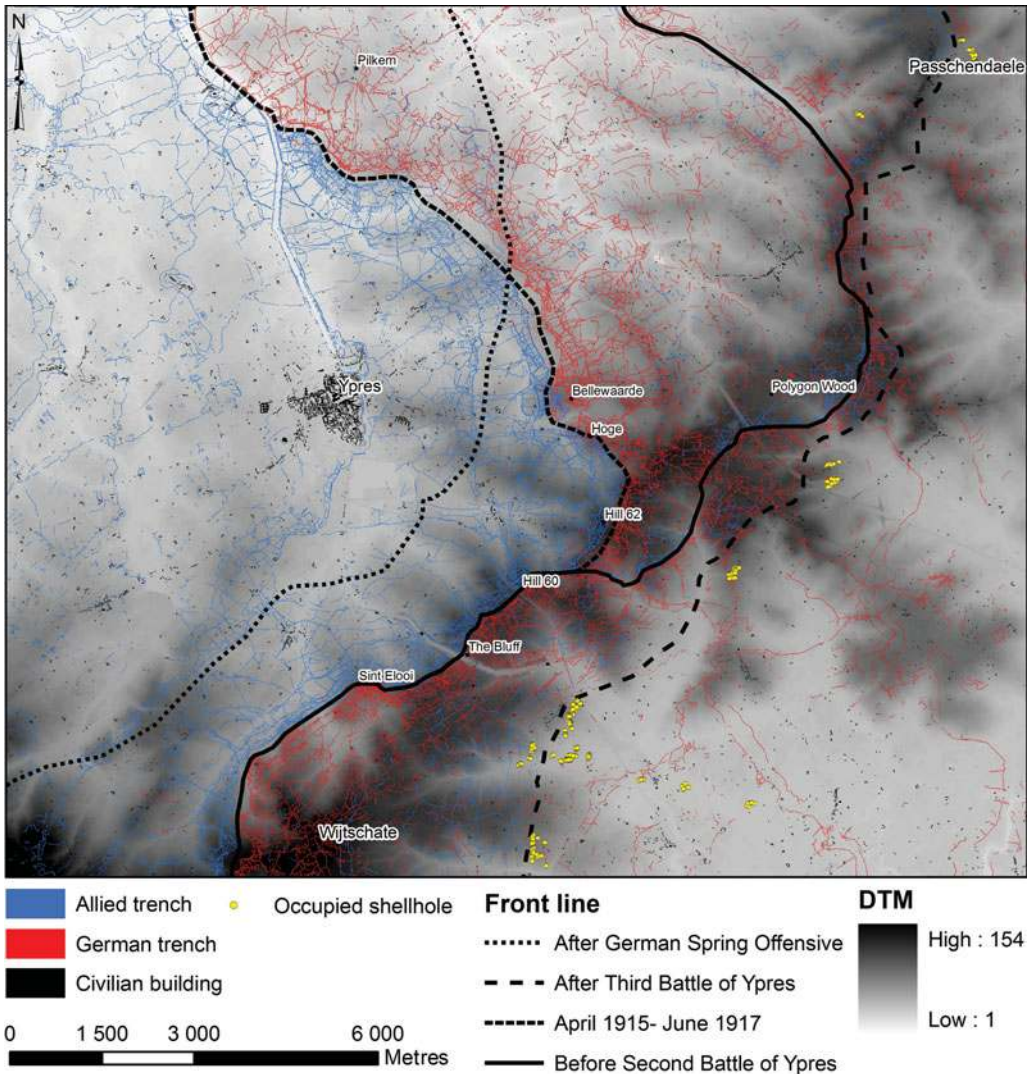 N
Pilkem
Passchendaele
Ypres
Bellewaarde
Polygon Wood
Hoge
Hill 62
Hill 60
The Bluff
Sint Elooi
Wijtschate
Allied trench
Occupied shellhole
German trench
Civilian building
0 1 500 3 000 6 000
Metres
Front line
After German Spring Offensive
After Third Battle of Ypres
April 1915- June 1917
Before Second Battle of Ypres
DTM
High : 154
Low : 1